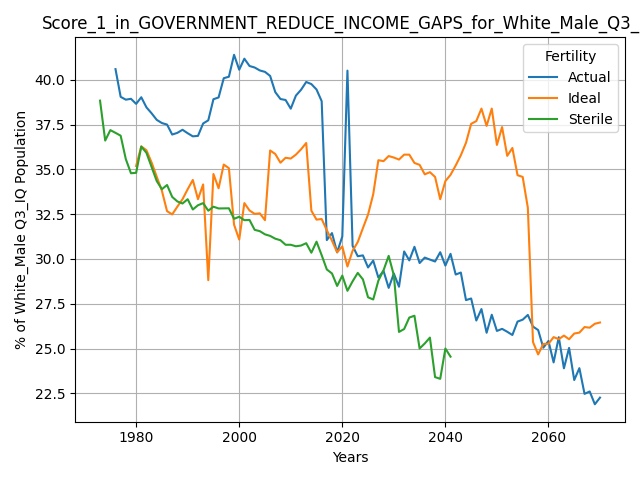 Score_1_in_GOVERNMENT_REDUCE_INCOME_GAPS_for_White_Male_Q3_
Fertility
Actual
Ideal
Sterile
% of White_Male Q3_IQ Population
40.0
37.5
35.0
32.5
30.0
27.5
25.0
22.5
1980
2000
2020
2040
2060
Years